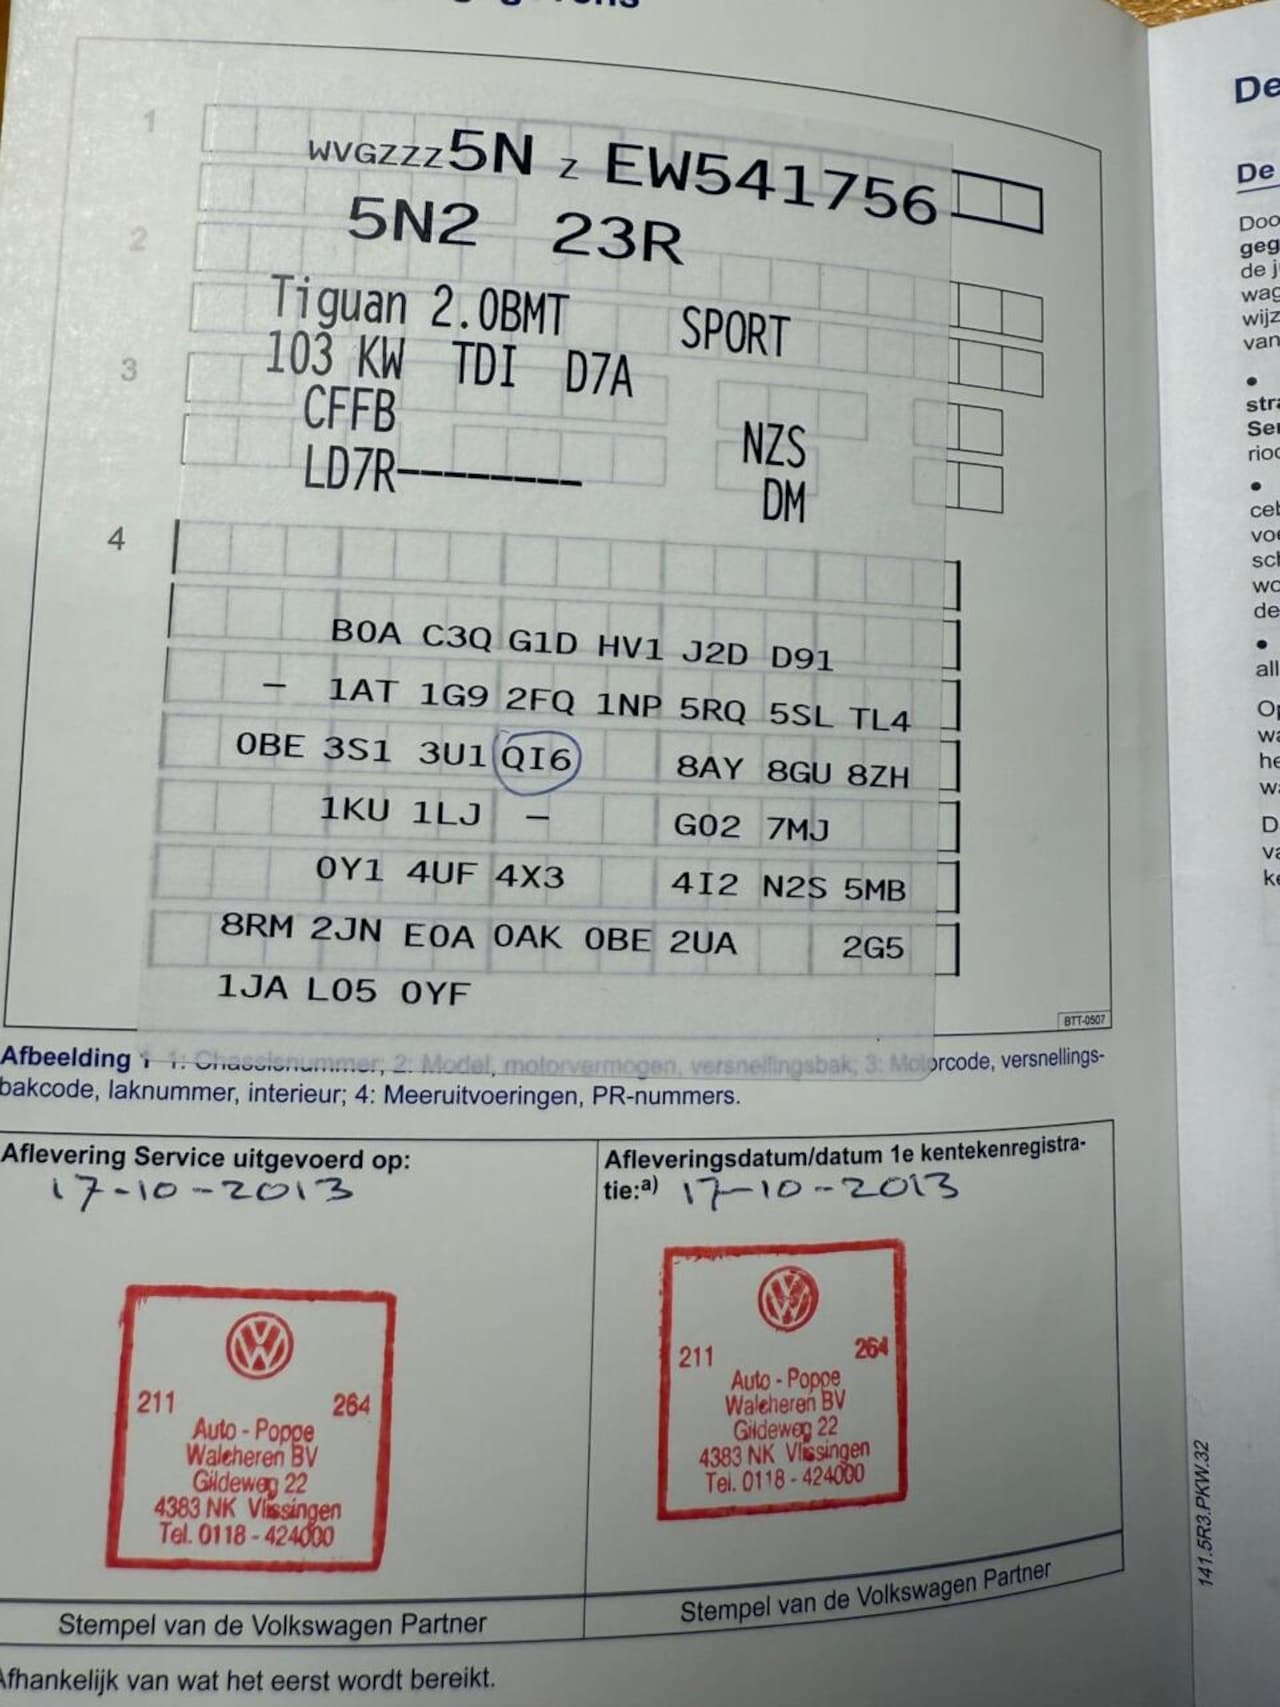 1
WVGZZZ5N Z EW541756
5N2 23R
2
Tiguan 2.0BMT SPORT
103 KW TDI D7A
3
CFFB NZS
LD7R-------- DM
4
B0A C3Q G1D HV1 J2D D91
- 1AT 1G9 2FQ 1NP 5RQ 5SL TL4
0BE 3S1 3U1 QI6 8AY 8GU 8ZH
1KU 1LJ - G02 7MJ
0Y1 4UF 4X3 4I2 N2S 5MB
8RM 2JN E0A 0AK 0BE 2UA 2G5
1JA L05 0YF
BTT-0507
Afbeelding 1 1: Chassisnummer; 2: Model, motorvermogen, versnellingsbak; 3: Motorcode, versnellings-
bakcode, laknummer, interieur; 4: Meeruitvoeringen, PR-nummers.
Aflevering Service uitgevoerd op:
17-10-2013
Afleveringsdatum/datum 1e kentekenregistra-
tie:a) 17-10-2013
211 264
Auto - Poppe
Walcheren BV
Gildeweg 22
4383 NK Vlissingen
Tel. 0118 - 424000
211 264
Auto - Poppe
Walcheren BV
Gildeweg 22
4383 NK Vlissingen
Tel. 0118 - 424000
Stempel van de Volkswagen Partner
Stempel van de Volkswagen Partner
Afhankelijk van wat het eerst wordt bereikt.
141.5R3.PKW.32
De
De
geg
de j
van